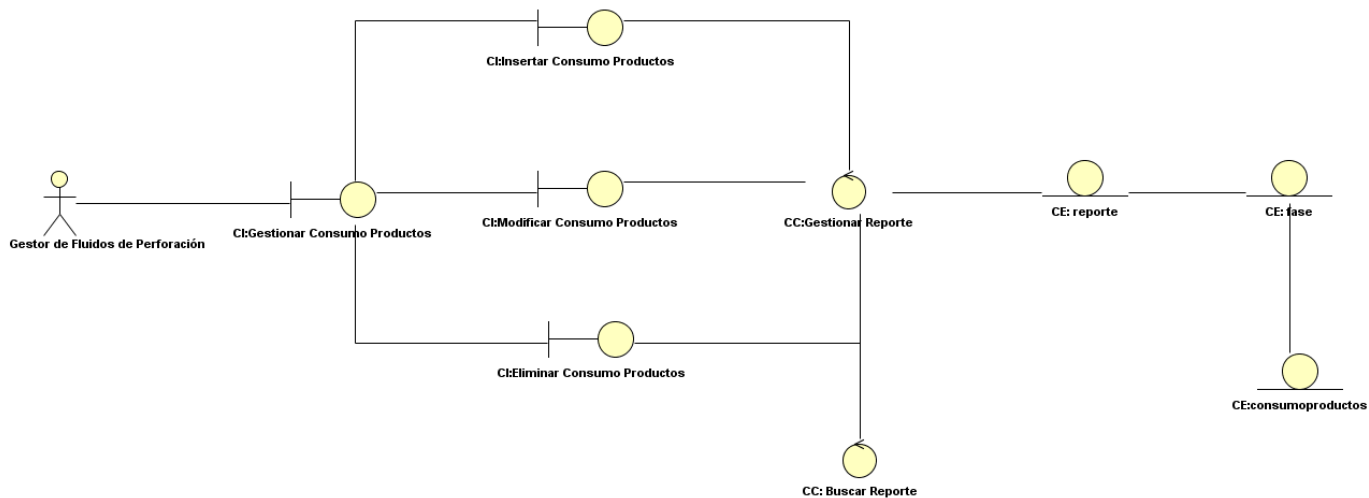 CI:Insertar Consumo Productos
Gestor de Fluidos de Perforación
CI:Gestionar Consumo Productos
CI:Modificar Consumo Productos
CC:Gestionar Reporte
CE: reporte
CE: fase
CI:Eliminar Consumo Productos
CE:consumoproductos
CC: Buscar Reporte